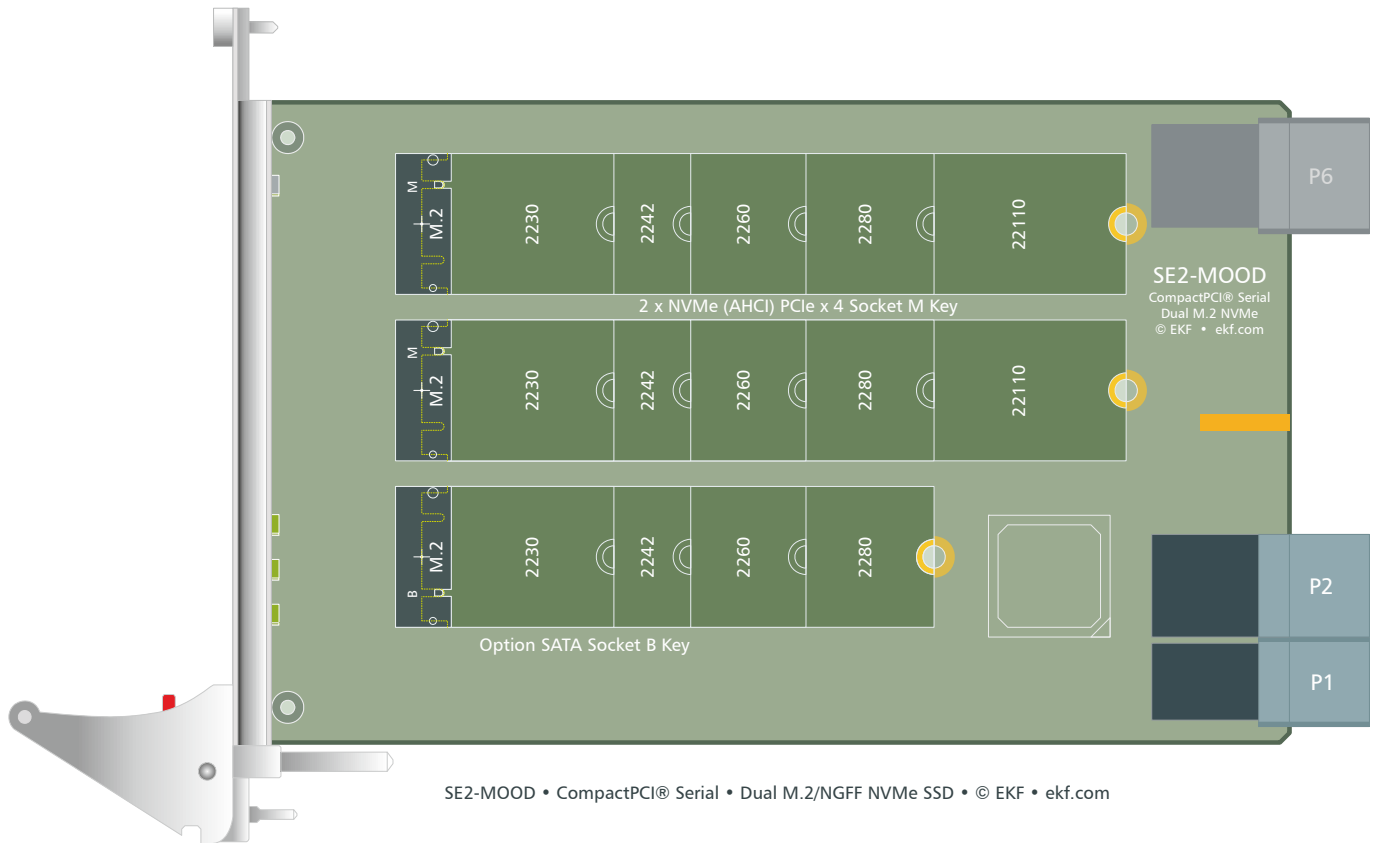 P6
M
M.2
2230
2242
2260
2280
22110
SE2-MOOD
CompactPCI® Serial
Dual M.2 NVMe
© EKF • ekf.com
2 x NVMe (AHCI) PCIe x 4 Socket M Key
M
M.2
2230
2242
2260
2280
22110
M.2
B
2230
2242
2260
2280
P2
Option SATA Socket B Key
P1
SE2-MOOD • CompactPCI® Serial • Dual M.2/NGFF NVMe SSD • © EKF • ekf.com